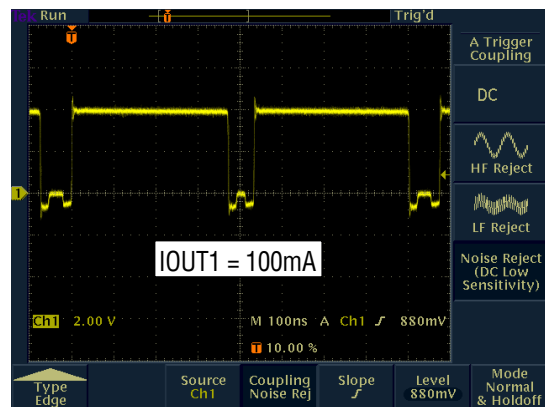 Run
Trig'd
A Trigger
Coupling
DC
HF Reject
LF Reject
Noise Reject
(DC Low
Sensitivity)
1
IOUT1 = 100mA
Ch1 2.00 V M 100ns A Ch1 880mV
T 10.00 %
Type
Edge
Source
Ch1
Coupling
Noise Rej
Slope
Level
880mV
Mode
Normal
& Holdoff